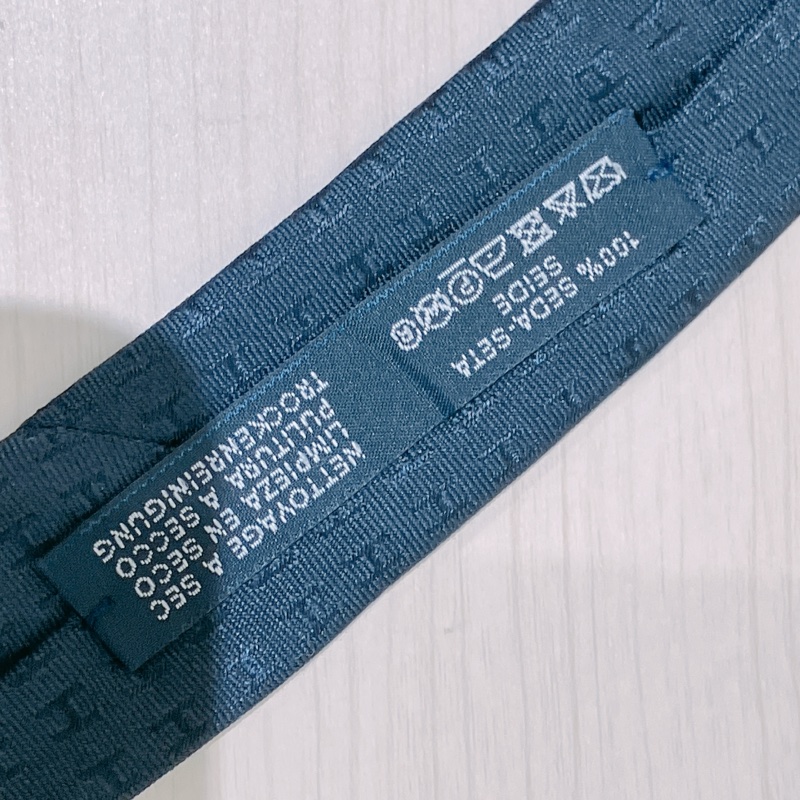 100% SEDA-SETA
SEIDE
NETTOYAGE A SEC
LIMPIEZA EN SECO
PULITURA A SECCO
TROCKENREINIGUNG